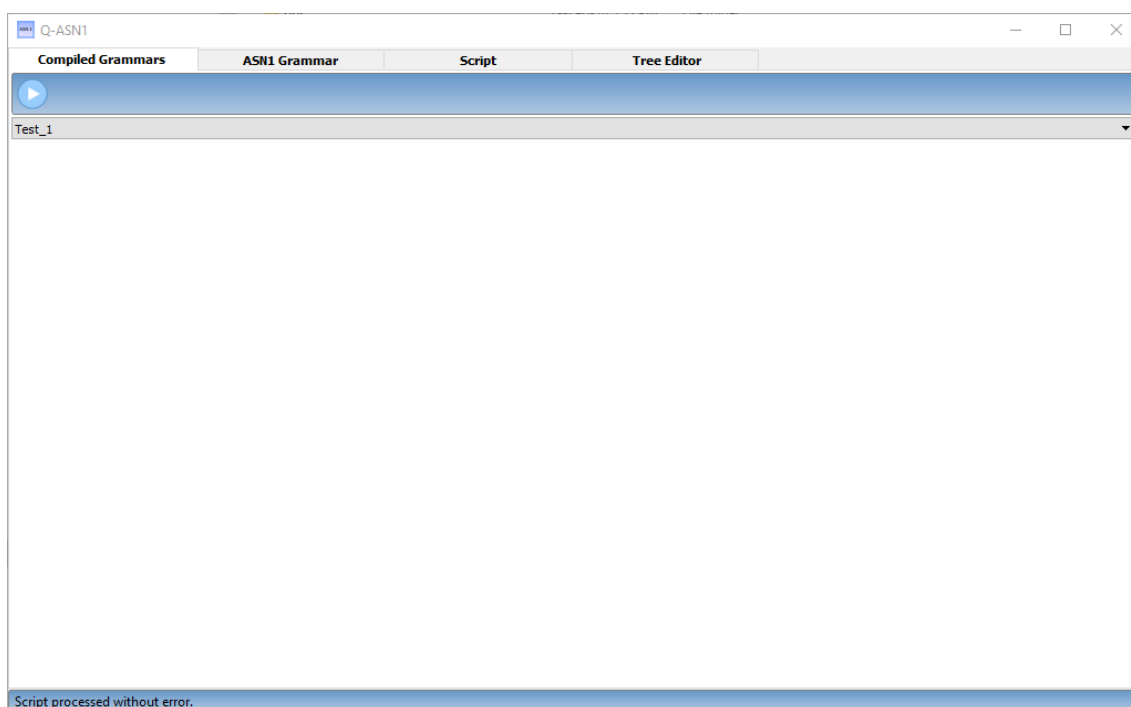 Q-ASN1
Compiled Grammars ASN1 Grammar Script Tree Editor
Test_1
Script processed without error.